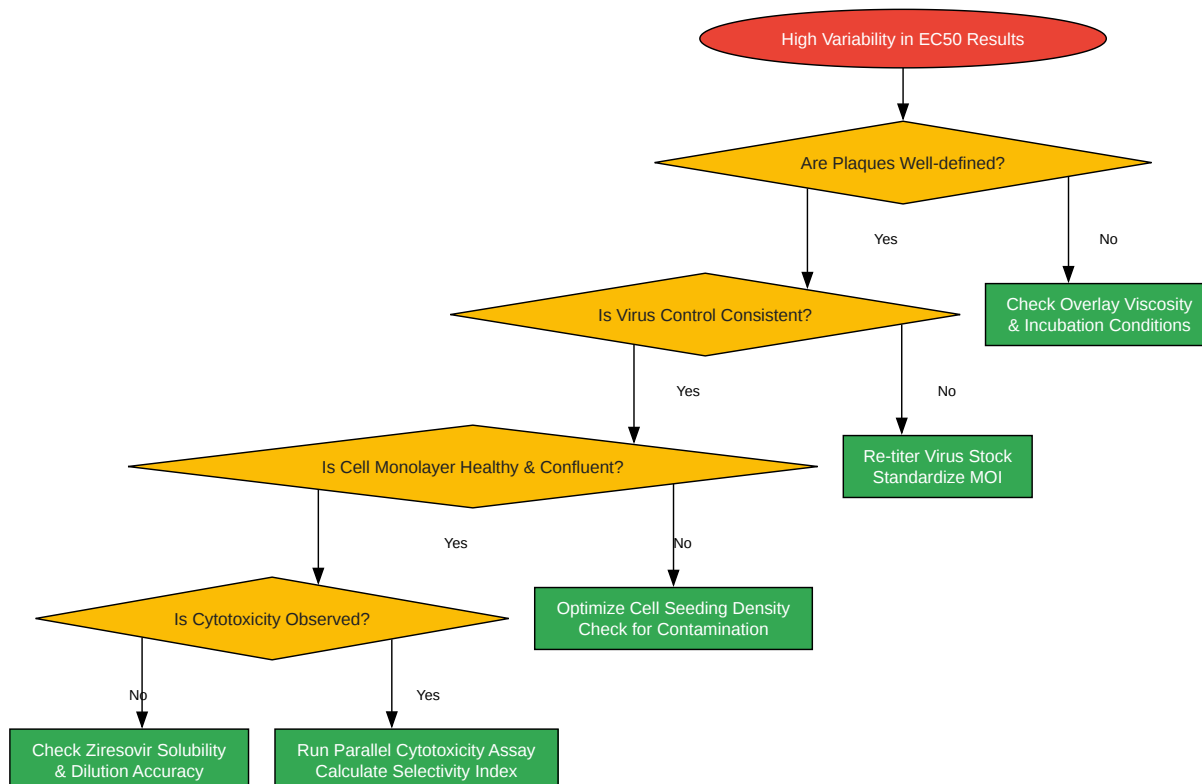 High Variability in EC50 Results
Are Plaques Well-defined?
Yes
No
Check Overlay Viscosity
& Incubation Conditions
Is Virus Control Consistent?
Yes
No
Re-titer Virus Stock
Standardize MOI
Is Cell Monolayer Healthy & Confluent?
Yes
No
Optimize Cell Seeding Density
Check for Contamination
Is Cytotoxicity Observed?
No
Yes
Check Ziresovir Solubility
& Dilution Accuracy
Run Parallel Cytotoxicity Assay
Calculate Selectivity Index